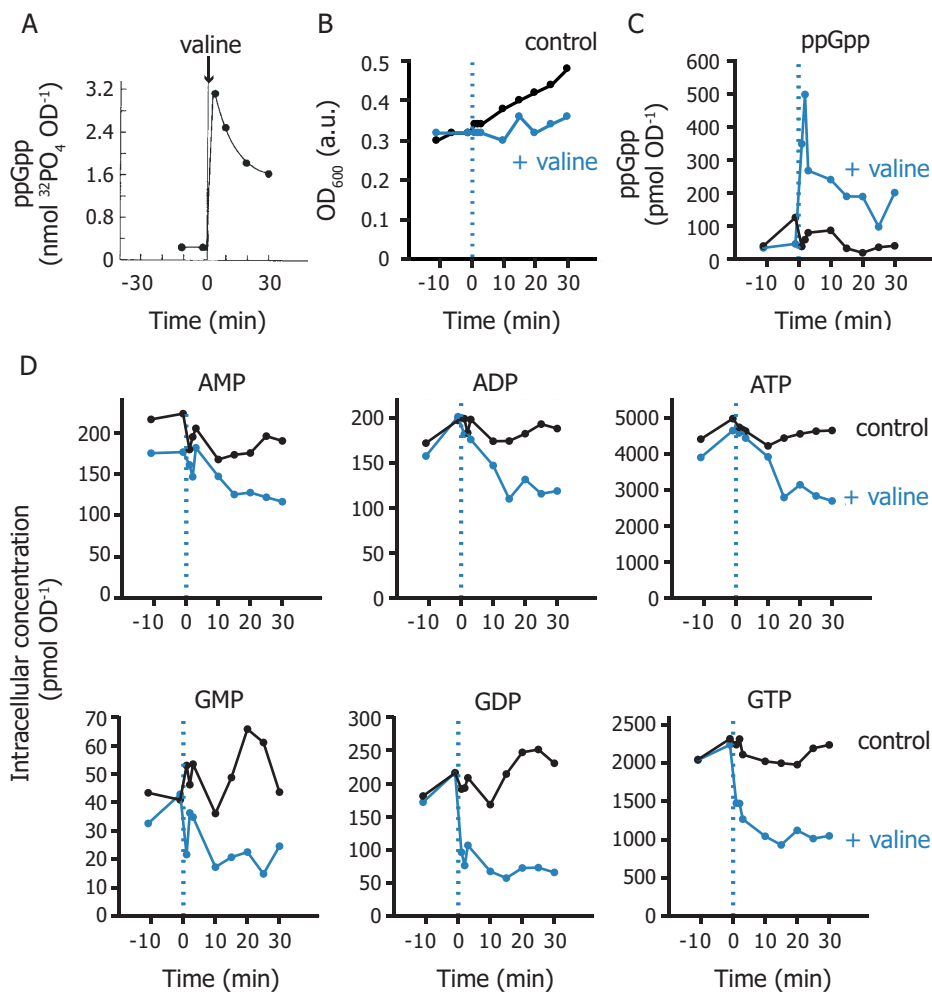 A
valine
ppGpp
(nmol ³²PO₄ OD⁻¹)
3.2
2.4
1.6
0.8
0
-30 0 30
Time (min)
B
control
OD₆₀₀ (a.u.)
0.5
0.4
0.3
0.2
0.1
0
+ valine
-10 0 10 20 30
Time (min)
C
ppGpp
ppGpp
(pmol OD⁻¹)
600
500
400
300
200
100
0
+ valine
-10 0 10 20 30
Time (min)
D
Intracellular concentration
(pmol OD⁻¹)
AMP
200
150
100
50
0
-10 0 10 20 30
ADP
200
150
100
50
0
-10 0 10 20 30
ATP
5000
4000
3000
2000
1000
0
control
+ valine
-10 0 10 20 30
GMP
70
60
50
40
30
20
10
0
-10 0 10 20 30
Time (min)
GDP
300
250
200
150
100
50
0
-10 0 10 20 30
Time (min)
GTP
2500
2000
1500
1000
500
0
control
+ valine
-10 0 10 20 30
Time (min)